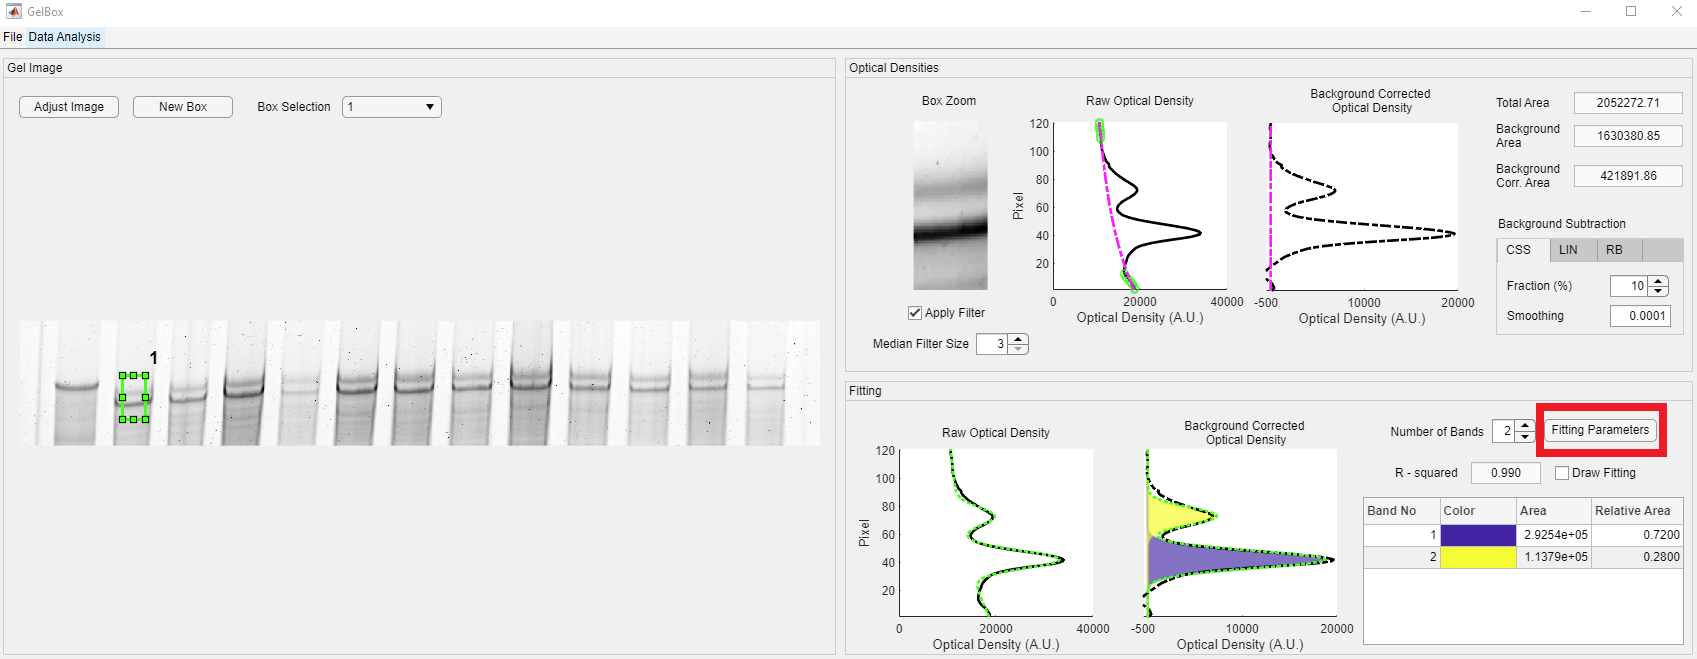 GelBox
File Data Analysis
Gel Image
Adjust Image New Box Box Selection 1
1
Optical Densities
Box Zoom
Apply Filter
Median Filter Size 3
Raw Optical Density
120
100
80
60
40
20
Pixel
0 20000 40000
Optical Density (A.U.)
Background Corrected
Optical Density
-500 10000 20000
Optical Density (A.U.)
Total Area 2052272.71
Background
Area 1630380.85
Background
Corr. Area 421891.86
Background Subtraction
CSS LIN RB
Fraction (%) 10
Smoothing 0.0001
Fitting
Raw Optical Density
120
100
80
60
40
20
Pixel
0 20000 40000
Optical Density (A.U.)
Background Corrected
Optical Density
-500 10000 20000
Optical Density (A.U.)
Number of Bands 2 Fitting Parameters
R - squared 0.990 Draw Fitting
Band No Color Area Relative Area
1 2.9254e+05 0.7200
2 1.1379e+05 0.2800